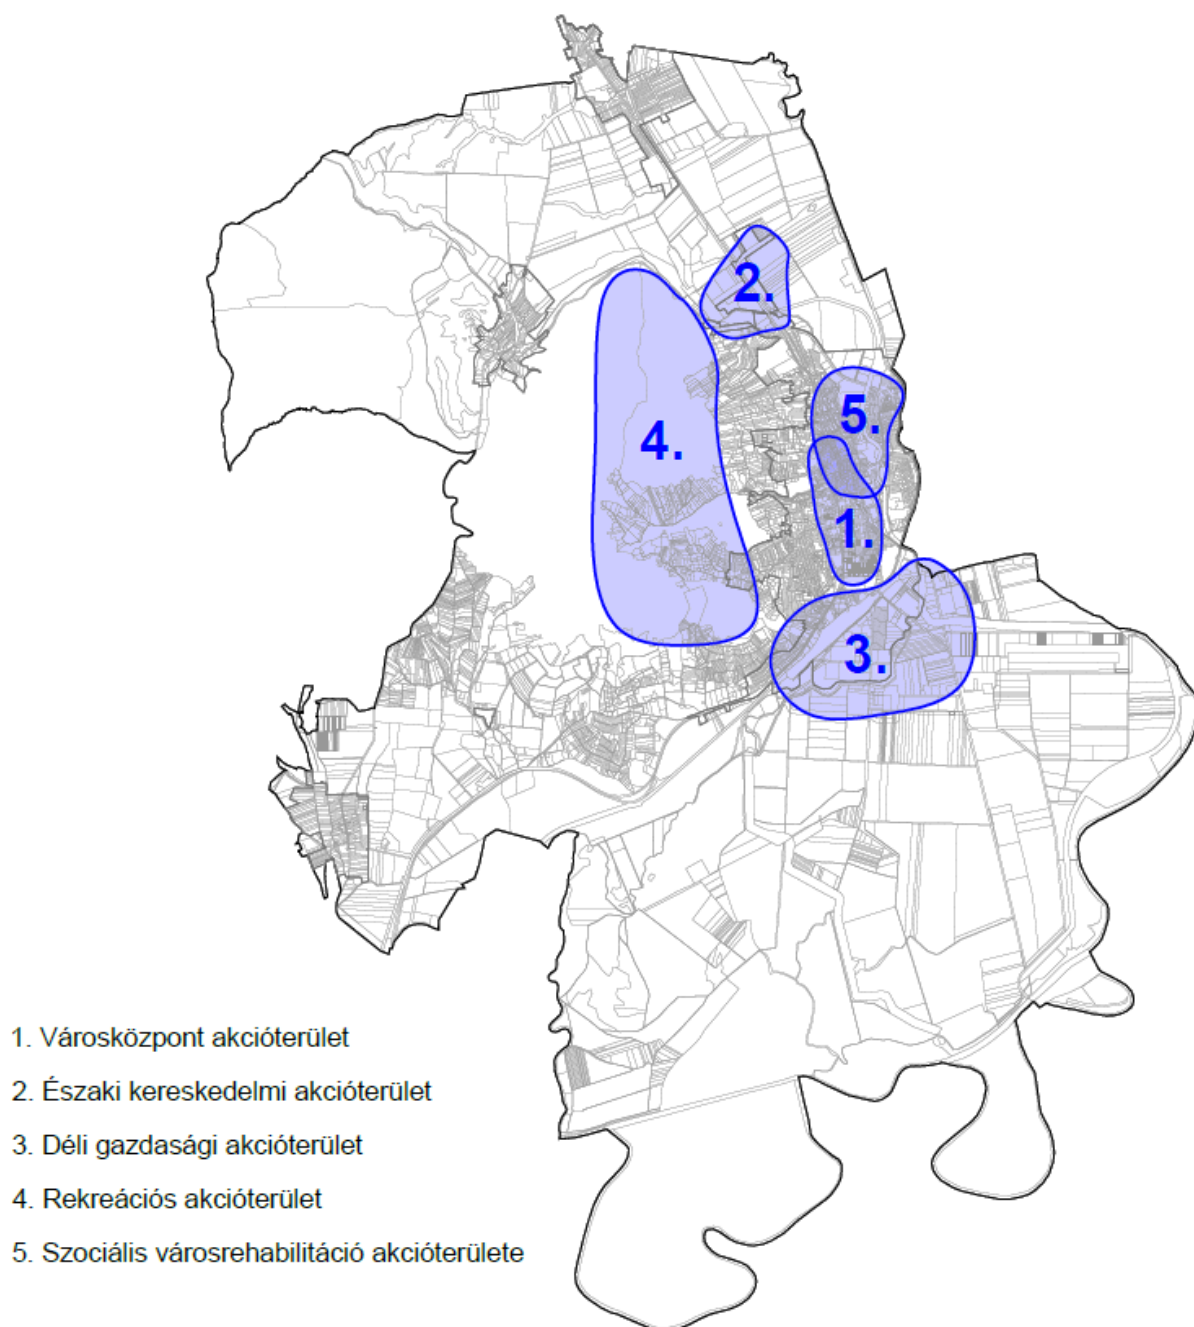 2.
5.
4.
1.
3.
1. Városközpont akcióterület
2. Északi kereskedelmi akcióterület
3. Déli gazdasági akcióterület
4. Rekreációs akcióterület
5. Szociális városrehabilitáció akcióterülete